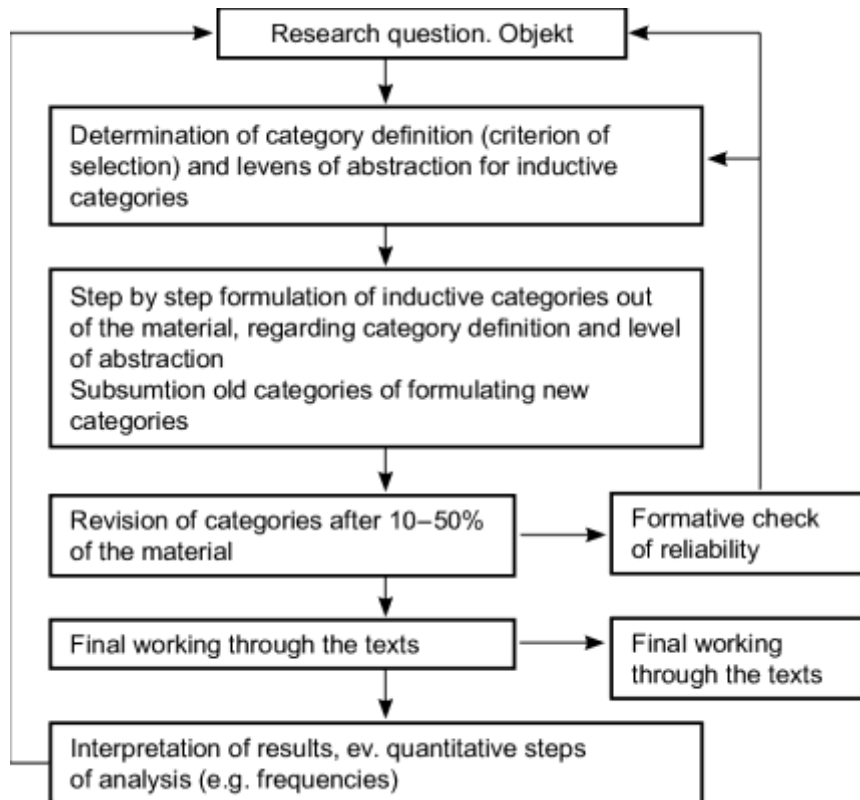 Research question. Objekt
Determination of category definition (criterion of
selection) and levens of abstraction for inductive
categories
Step by step formulation of inductive categories out
of the material, regarding category definition and level
of abstraction
Subsumtion old categories of formulating new
categories
Revision of categories after 10–50%
of the material
Formative check
of reliability
Final working through the texts
Final working
through the texts
Interpretation of results, ev. quantitative steps
of analysis (e.g. frequencies)